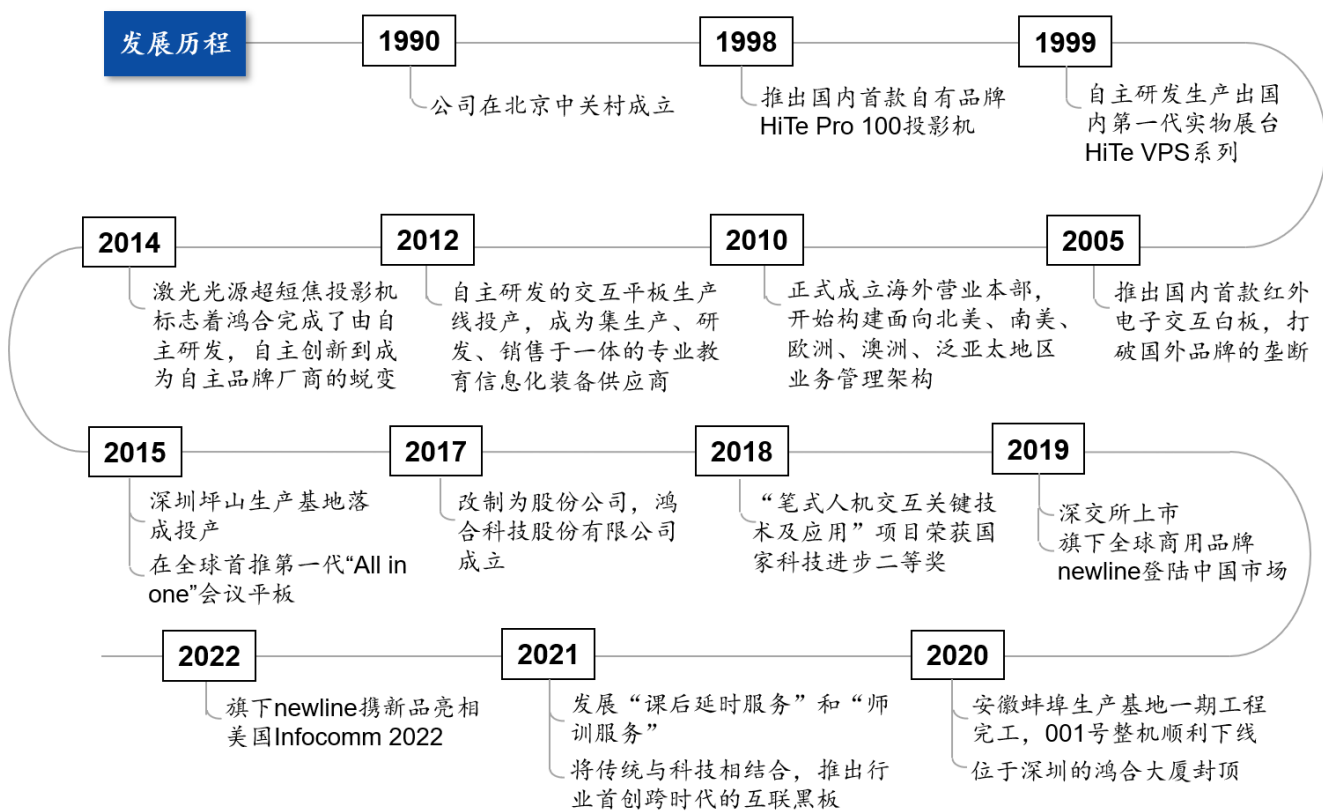 发展历程
1990
公司在北京中关村成立
1998
推出国内首款自有品牌
HiTe Pro 100投影机
1999
自主研发生产出国
内第一代实物展台
HiTe VPS系列
2014
激光光源超短焦投影机
标志着鸿合完成了由自
主研发，自主创新到成
为自主品牌厂商的蜕变
2012
自主研发的交互平板生产
线投产，成为集生产、研
发、销售于一体的专业教
育信息化装备供应商
2010
正式成立海外营业本部，
开始构建面向北美、南美、
欧洲、澳洲、泛亚太地区
业务管理架构
2005
推出国内首款红外
电子交互白板，打
破国外品牌的垄断
2015
深圳坪山生产基地落
成投产
在全球首推第一代“All in
one”会议平板
2017
改制为股份公司，鸿
合科技股份有限公司
成立
2018
“笔式人机交互关键技
术及应用”项目荣获国
家科技进步二等奖
2019
深交所上市
旗下全球商用品牌
newline登陆中国市场
2022
旗下newline携新品亮相
美国Infocomm 2022
2021
发展“课后延时服务”和“师
训服务”
将传统与科技相结合，推出行
业首创跨时代的互联黑板
2020
安徽蚌埠生产基地一期工程
完工，001号整机顺利下线
位于深圳的鸿合大厦封顶